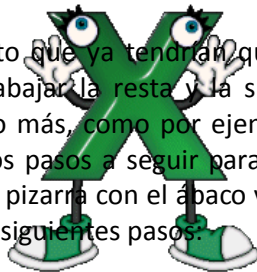 to que ya tendrían qu
abajar la resta y la s
o más, como por ejem
os pasos a seguir para
pizarra con el ábaco y
siguientes pasos: